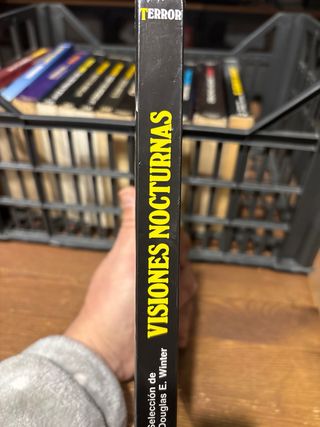 TERROR
VISIONES NOCTURNAS
Selección de
Douglas E. Winter